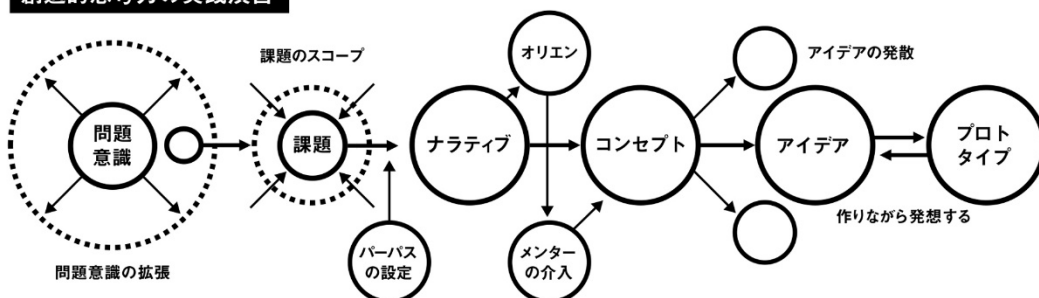 創造的思考力の実践演習
課題のスコープ
オリエン
アイデアの発散
問題
意識
課題
ナラティブ
コンセプト
アイデア
プロト
タイプ
作りながら発想する
パーパス
の設定
メンター
の介入
問題意識の拡張